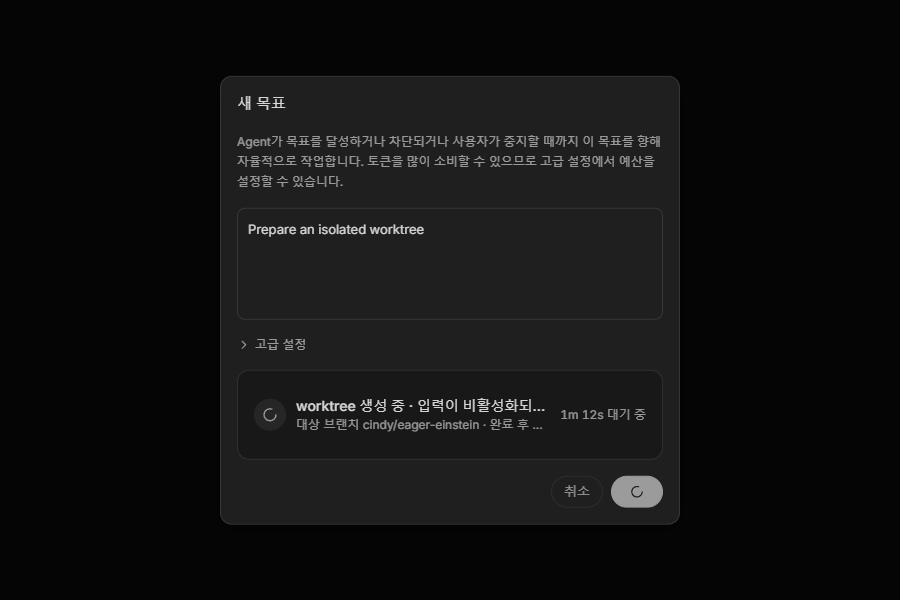 새 목표
Agent가 목표를 달성하거나 차단되거나 사용자가 중지할 때까지 이 목표를 향해
자율적으로 작업합니다. 토큰을 많이 소비할 수 있으므로 고급 설정에서 예산을
설정할 수 있습니다.
Prepare an isolated worktree
고급 설정
worktree 생성 중 · 입력이 비활성화되...
대상 브랜치 cindy/eager-einstein · 완료 후 ...
1m 12s 대기 중
취소